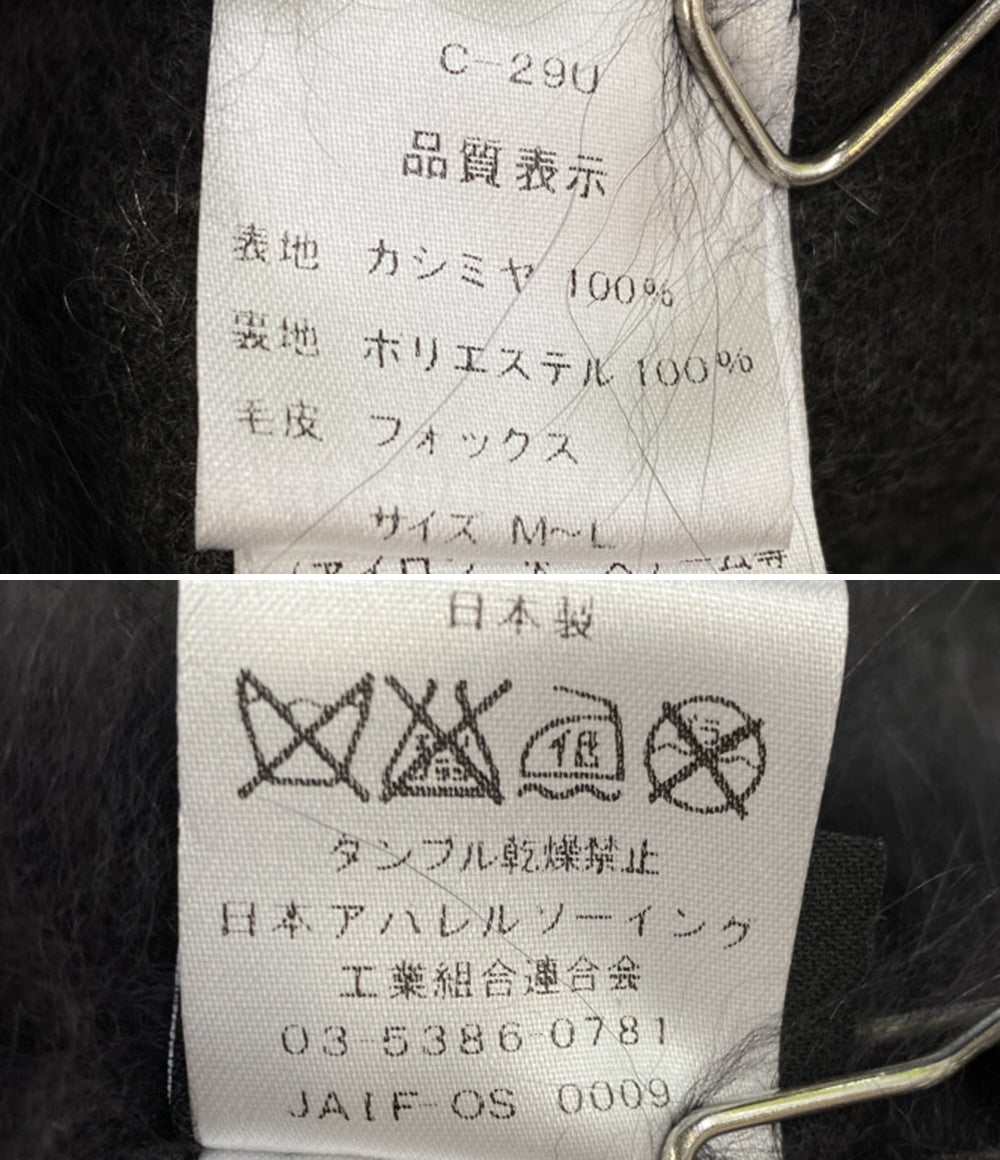 C-290
品質表示
表地 カシミヤ 100%
裏地 ポリエステル 100%
毛皮 フォックス
サイズ M~L
日本製
低
タンブル乾燥禁止
日本アパレルソーイング
工業組合連合会
03-5386-0781
JAIF-OS 0009